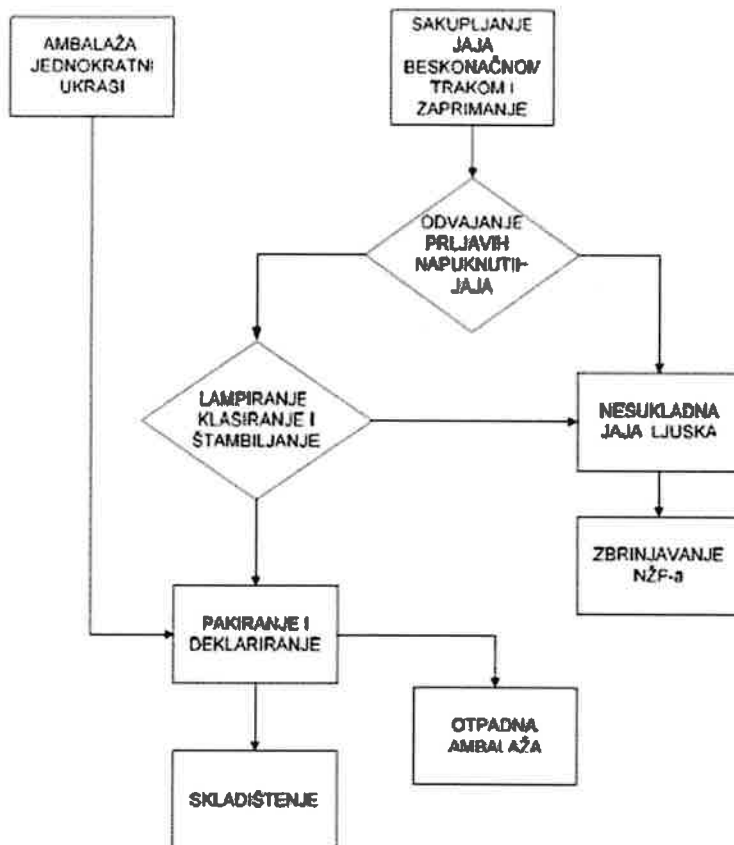 AMBALAŽA
JEDNOKRATNI
UKRASI
SAKUPLJANJE
JAJA
BESKONAČNOM
TRAKOM I
ZAPRIMANJE
ODVAJANJE
PRLJAVIH
NAPUKNUTIH
JAJA
LAMPIRANJE
KLASIRANJE I
ŠTAMBILJANJE
NESUKLADNA
JAJA LJUSKA
ZBRINJAVANJE
NŽP-a
PAKIRANJE I
DEKLARIRANJE
OTPADNA
AMBALAŽA
SKLADIŠTENJE